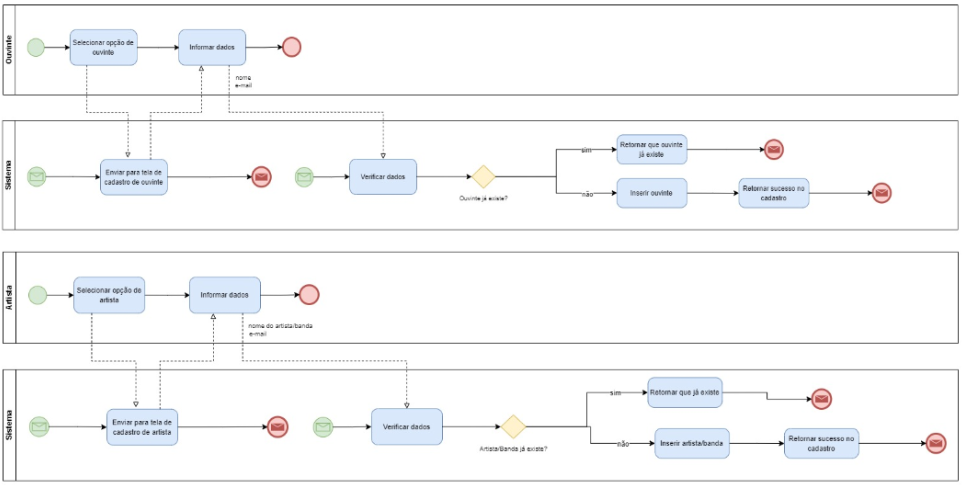 Ouvinte
Selecionar opção de
ouvinte
Informar dados
nome
e-mail
Sistema
Enviar para tela de
cadastro de ouvinte
Verificar dados
Ouvinte já existe?
sim
Retornar que ouvinte
já existe
não
Inserir ouvinte
Retornar sucesso no
cadastro
Artista
Selecionar opção de
artista
Informar dados
nome do artista/banda
e-mail
Sistema
Enviar para tela de
cadastro de artista
Verificar dados
Artista/Banda já existe?
sim
Retornar que já existe
não
Inserir artista/banda
Retornar sucesso no
cadastro